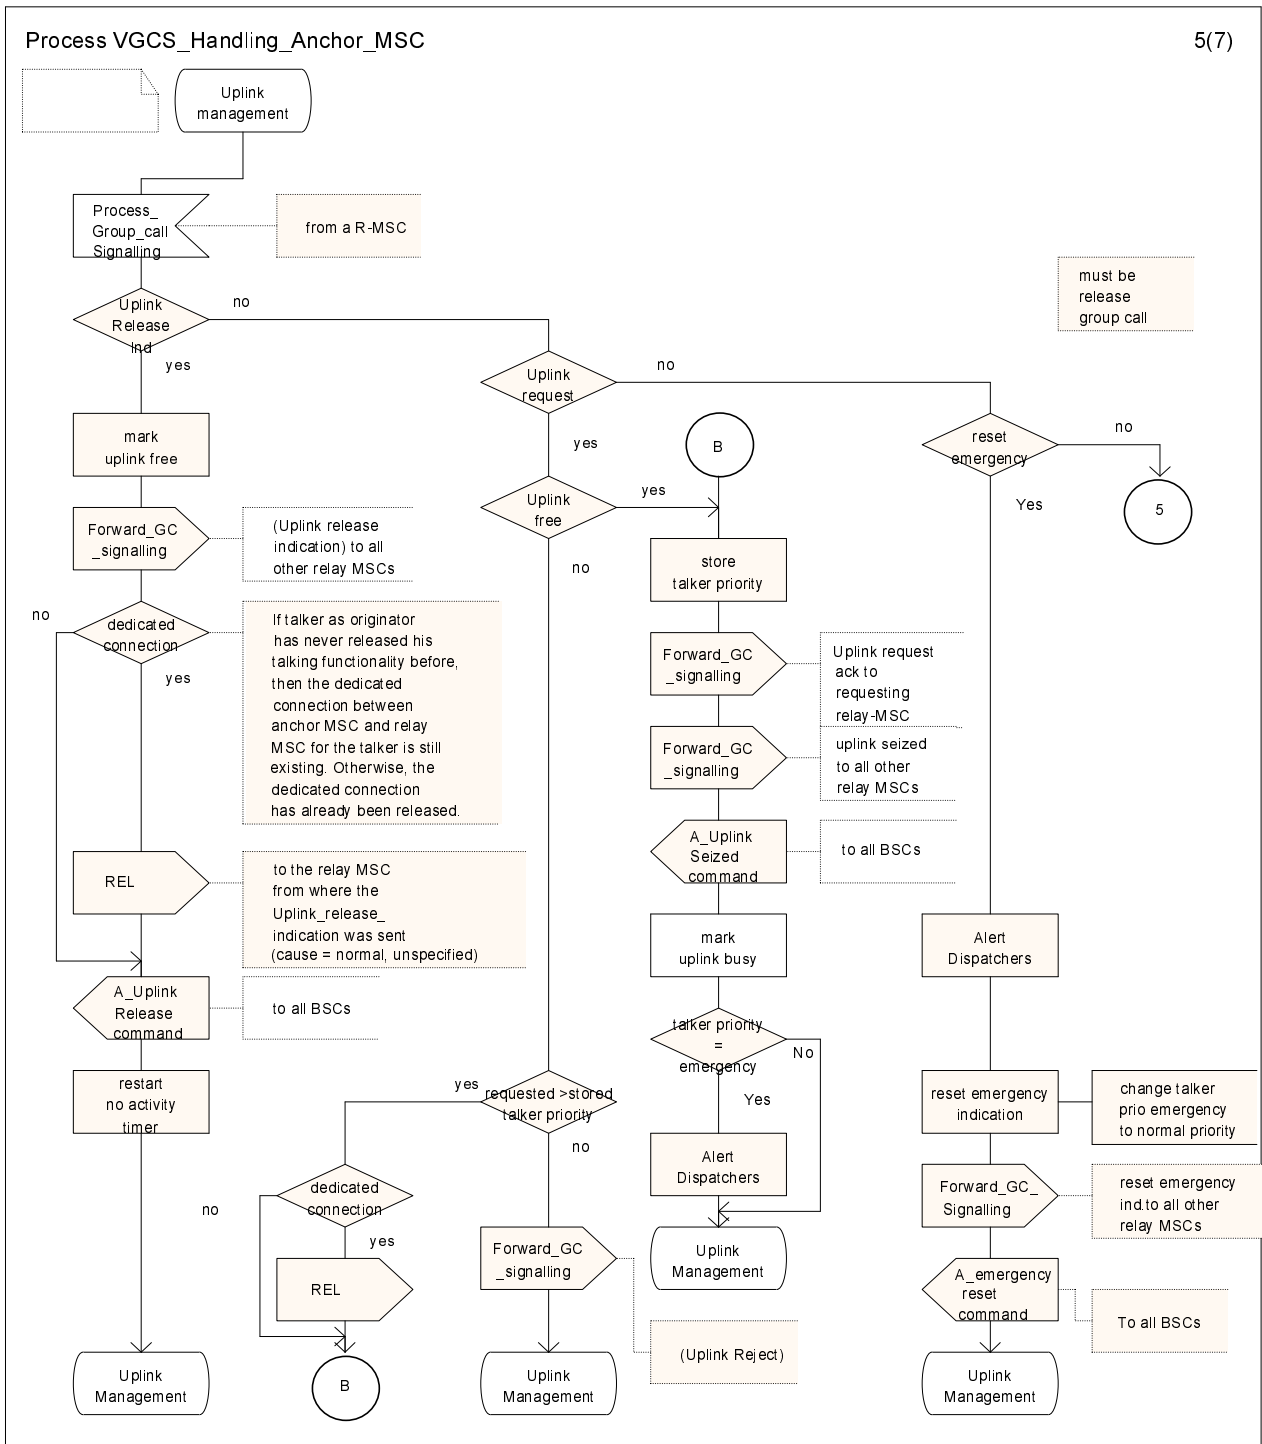 Process VGCS_Handling_Anchor_MSC
5(7)
Uplink
management
Process_
Group_call
Signalling
from a R-MSC
must be
release
group call
Uplink
Release
Ind
no
yes
Uplink
request
no
yes
mark
uplink free
B
reset
emergency
no
Yes
5
Uplink
free
yes
no
Forward_GC
_signalling
(Uplink release
indication) to all
other relay MSCs
store
talker priority
no
dedicated
connection
yes
If talker as originator
has never released his
talking functionality before,
then the dedicated
connection between
anchor MSC and relay
MSC for the talker is still
existing. Otherwise, the
dedicated connection
has already been released.
Forward_GC
_signalling
Uplink request
ack to
requesting
relay-MSC
Forward_GC
_signalling
uplink seized
to all other
relay MSCs
A_Uplink
Seized
command
to all BSCs
REL
to the relay MSC
from where the
Uplink_release_
indication was sent
(cause = normal, unspecified)
mark
uplink busy
Alert
Dispatchers
A_Uplink
Release
command
to all BSCs
talker priority
=
emergency
No
Yes
restart
no activity
timer
yes
requested >stored
talker priority
no
reset emergency
indication
change talker
prio emergency
to normal priority
Alert
Dispatchers
dedicated
connection
no
yes
Forward_GC_
Signalling
reset emergency
ind.to all other
relay MSCs
Forward_GC
_signalling
Uplink
Management
REL
A_emergency
reset
command
To all BSCs
(Uplink Reject)
Uplink
Management
B
Uplink
Management
Uplink
Management